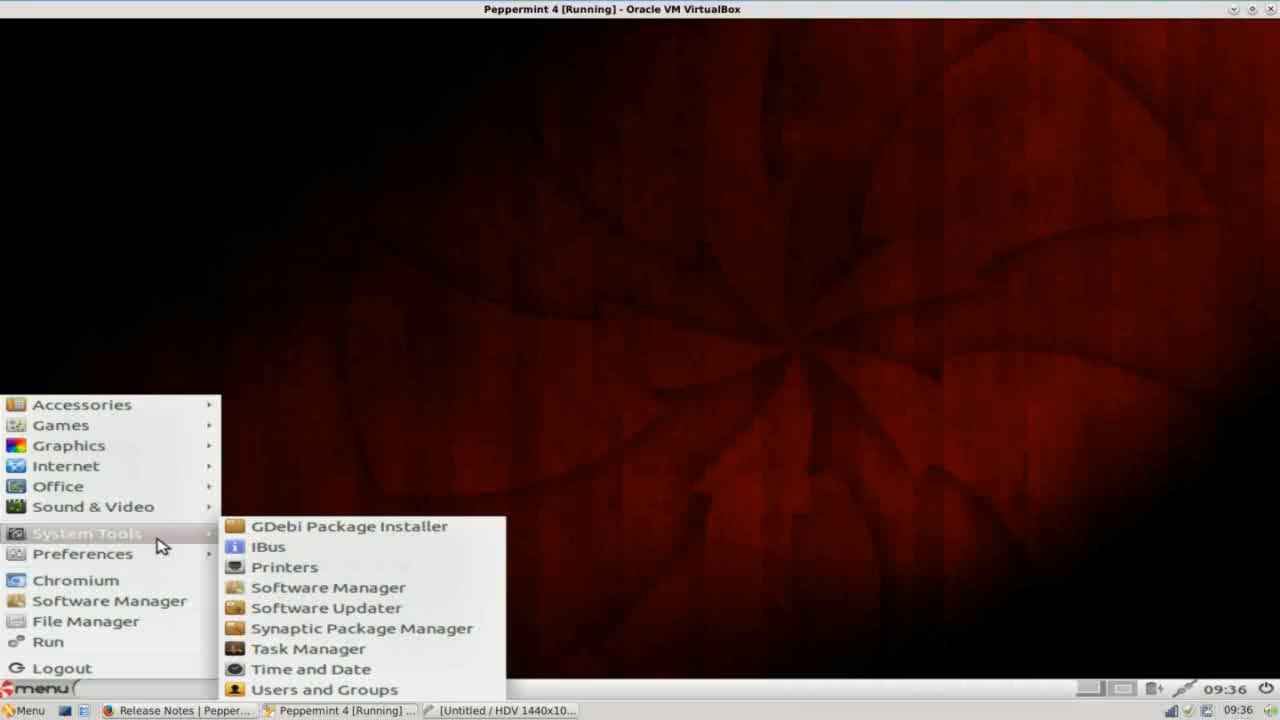 Peppermint 4 [Running] - Oracle VM VirtualBox
Accessories
Games
Graphics
Internet
Office
Sound & Video
System Tools
Preferences
Chromium
Software Manager
File Manager
Run
Logout
GDebi Package Installer
IBus
Printers
Software Manager
Software Updater
Synaptic Package Manager
Task Manager
Time and Date
Users and Groups
menu
09:36
Menu
Release Notes | Pepper...
Peppermint 4 [Running] ...
[Untitled / HDV 1440x10...
09:36